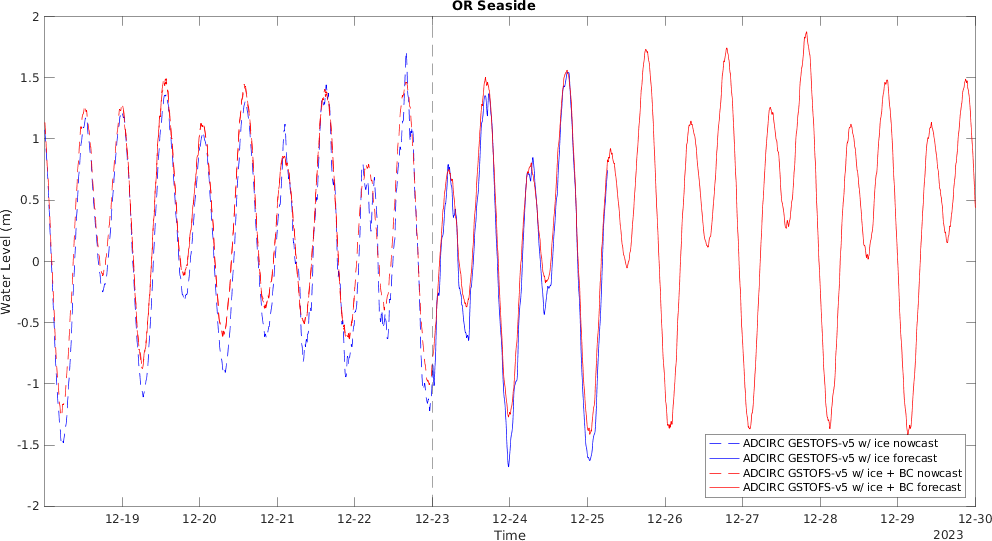 OR Seaside
2
1.5
1
0.5
0
-0.5
-1
-1.5
-2
Water Level (m)
12-19 12-20 12-21 12-22 12-23 12-24 12-25 12-26 12-27 12-28 12-29 12-30
Time
2023
ADCIRC GESTOFS-v5 w/ ice nowcast
ADCIRC GESTOFS-v5 w/ ice forecast
ADCIRC GSTOFS-v5 w/ ice + BC nowcast
ADCIRC GSTOFS-v5 w/ ice + BC forecast